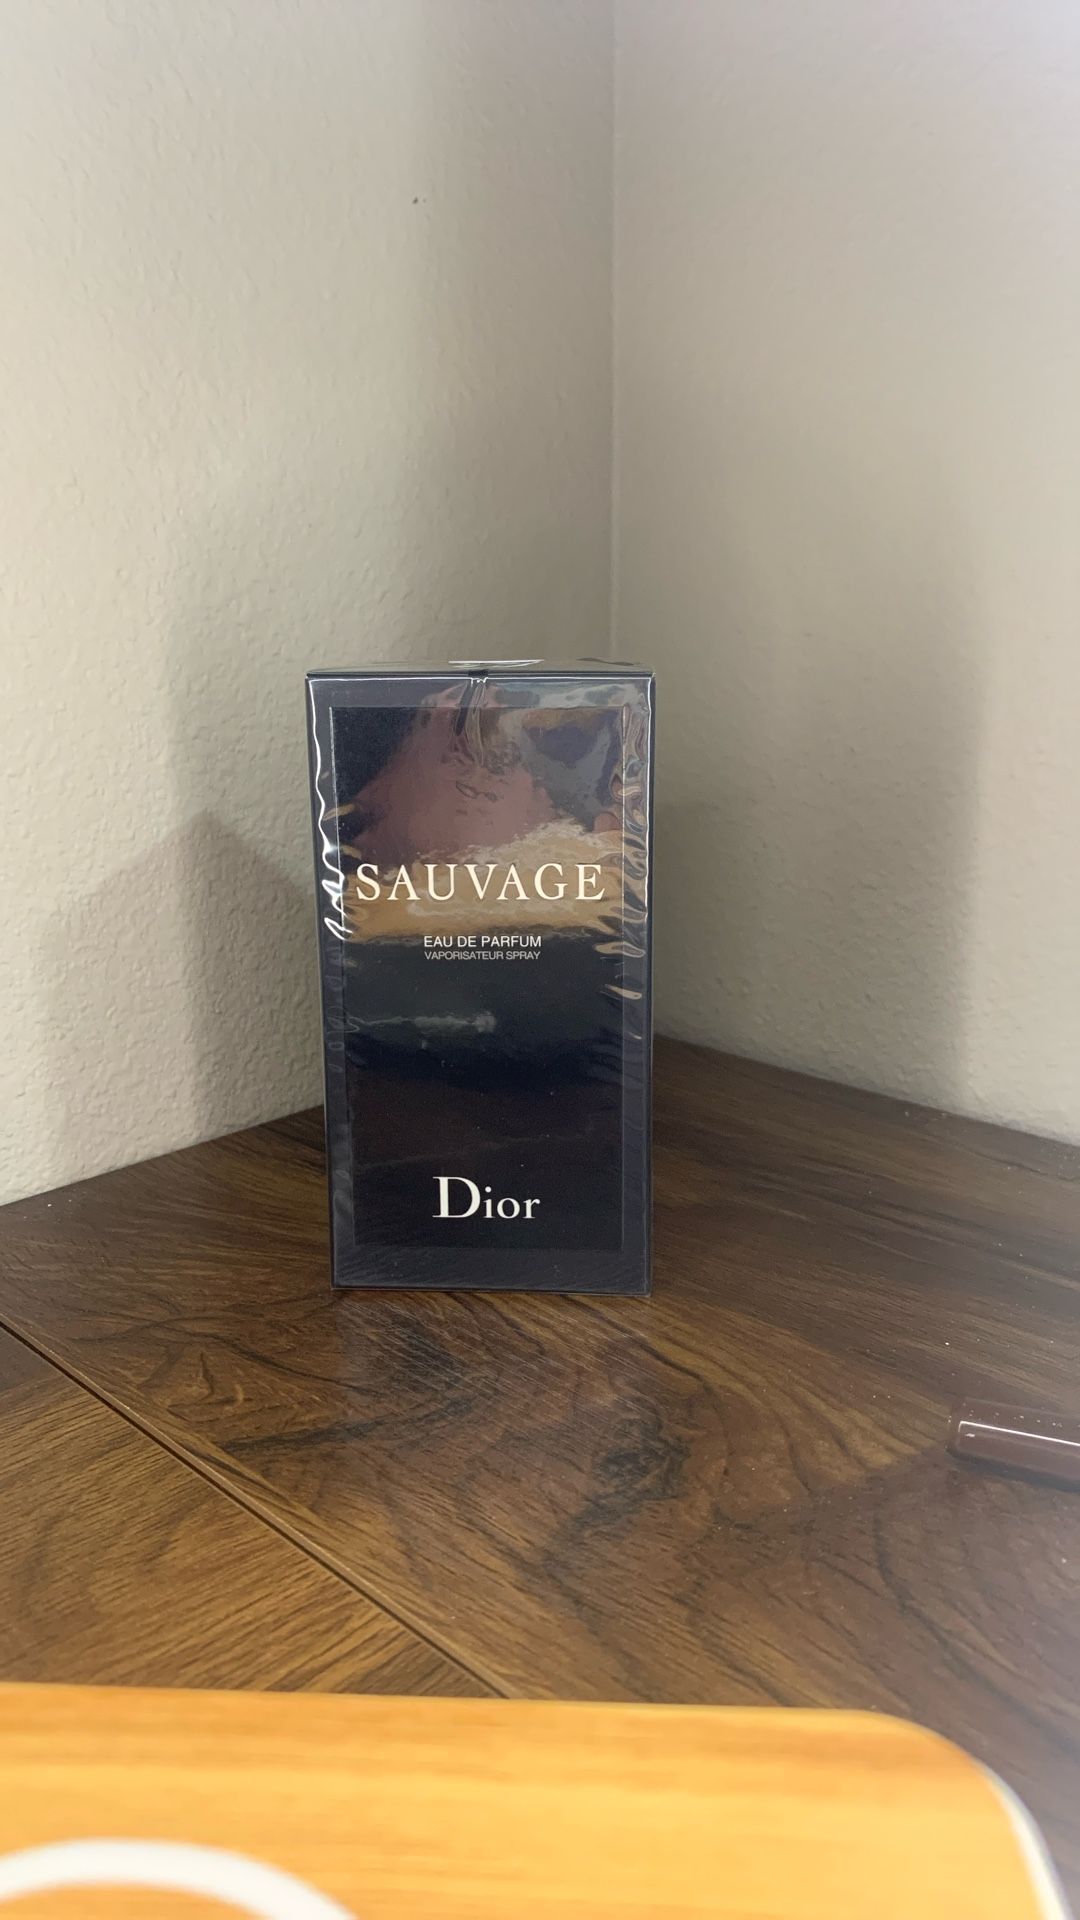 SAUVAGE
EAU DE PARFUM
VAPORISATEUR SPRAY
Dior